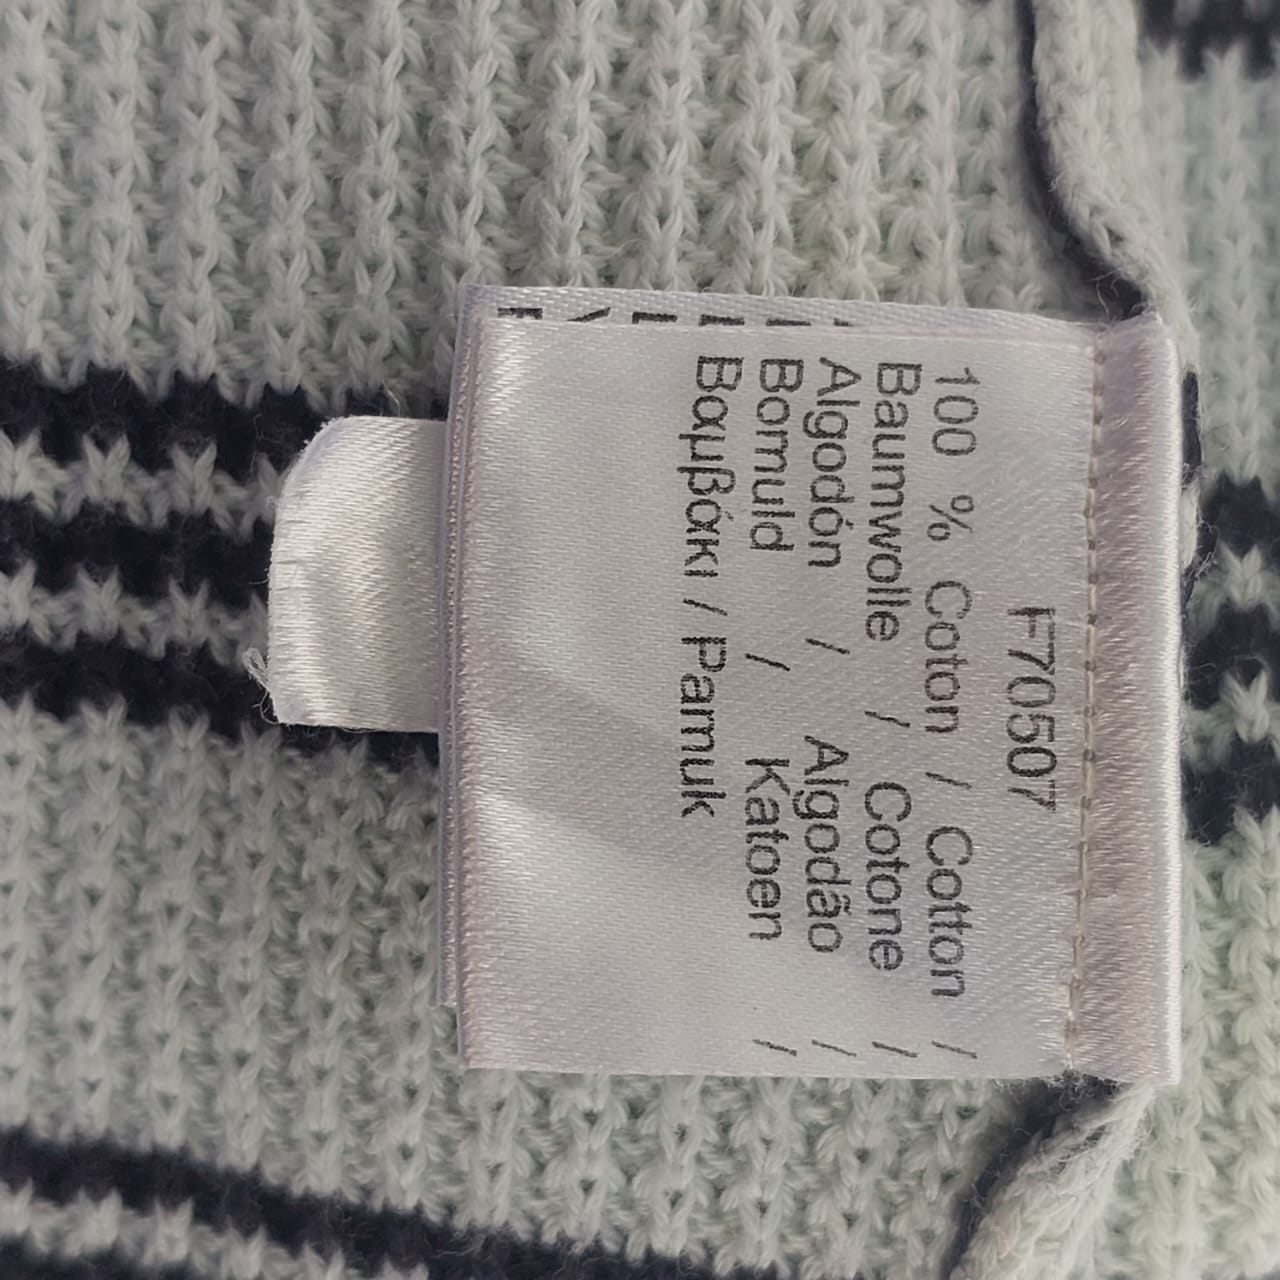 F70507
100 % Coton / Cotton /
Baumwolle / Cotone /
Algodón / Algodão /
Bomuld / Katoen /
Βαμβάκι / Pamuk